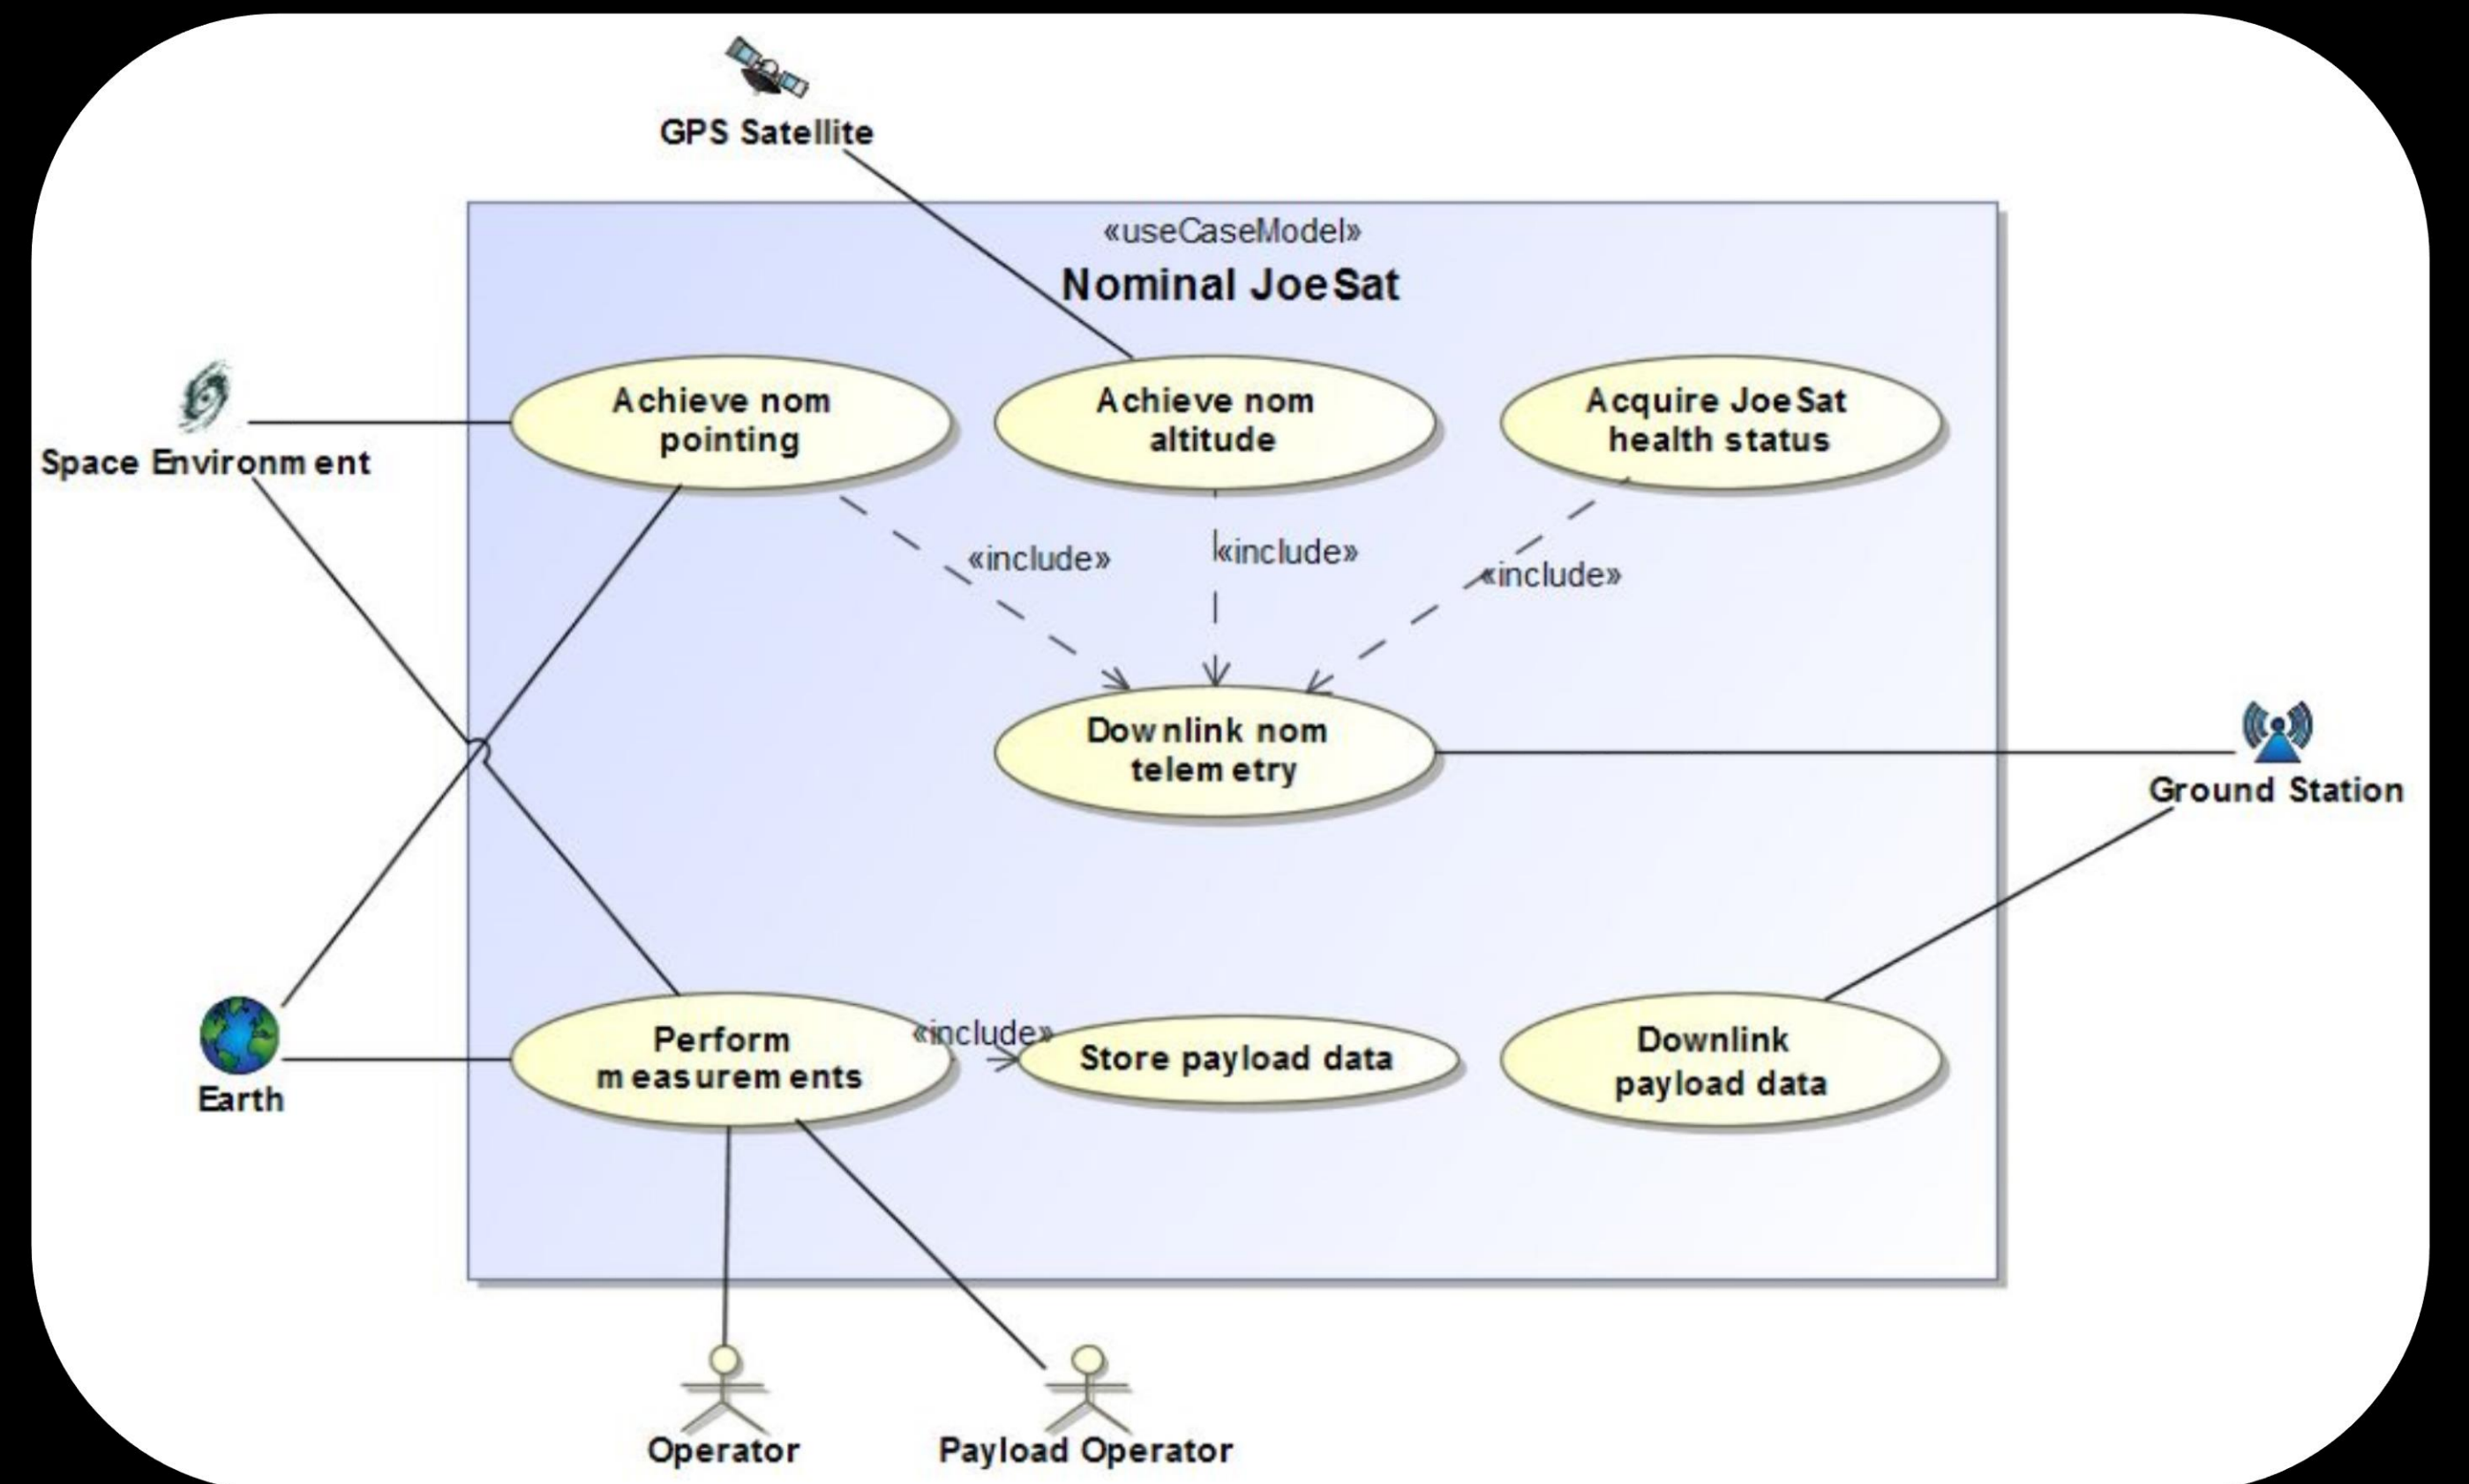 GPS Satellite
«useCaseModel»
Nominal JoeSat
Space Environment
Achieve nom
pointing
Achieve nom
altitude
Acquire JoeSat
health status
«include»
«include»
«include»
Downlink nom
telemetry
Ground Station
Earth
Perform
measurements
«include»
Store payload data
Downlink
payload data
Operator
Payload Operator